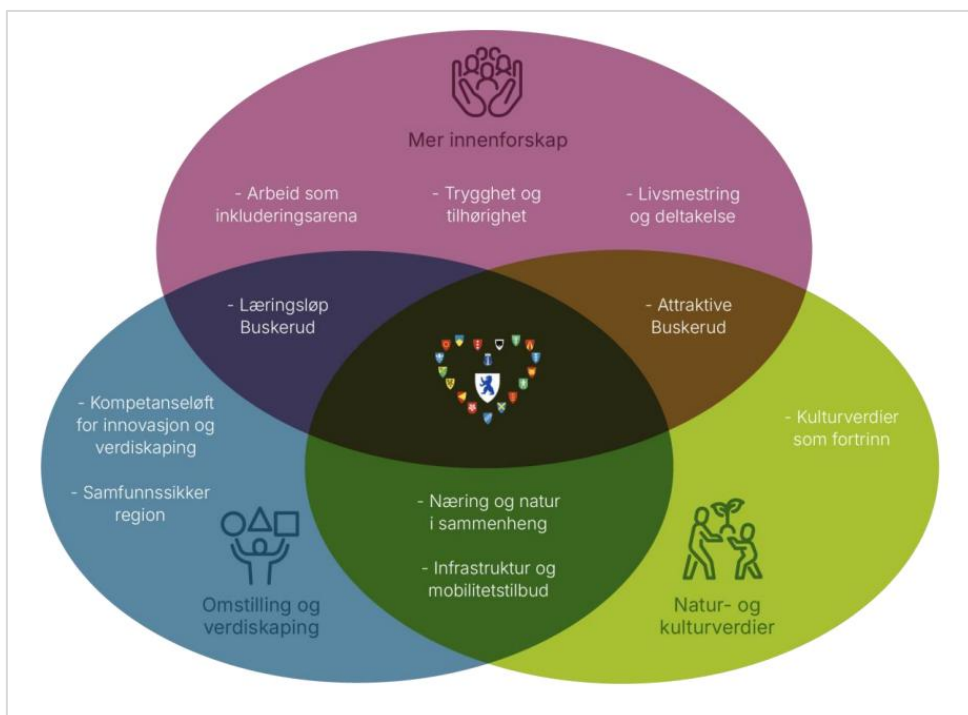 Mer innenforskap
- Arbeid som
inkluderingsarena
- Trygghet og
tilhørighet
- Livsmestring
og deltakelse
- Læringsløp
Buskerud
- Attraktive
Buskerud
- Kompetanseløft
for innovasjon og
verdiskaping
- Samfunnssikker
region
- Kulturverdier
som fortrinn
- Næring og natur
i sammenheng
- Infrastruktur og
mobilitetstilbud
Omstilling og
verdiskaping
Natur- og
kulturverdier